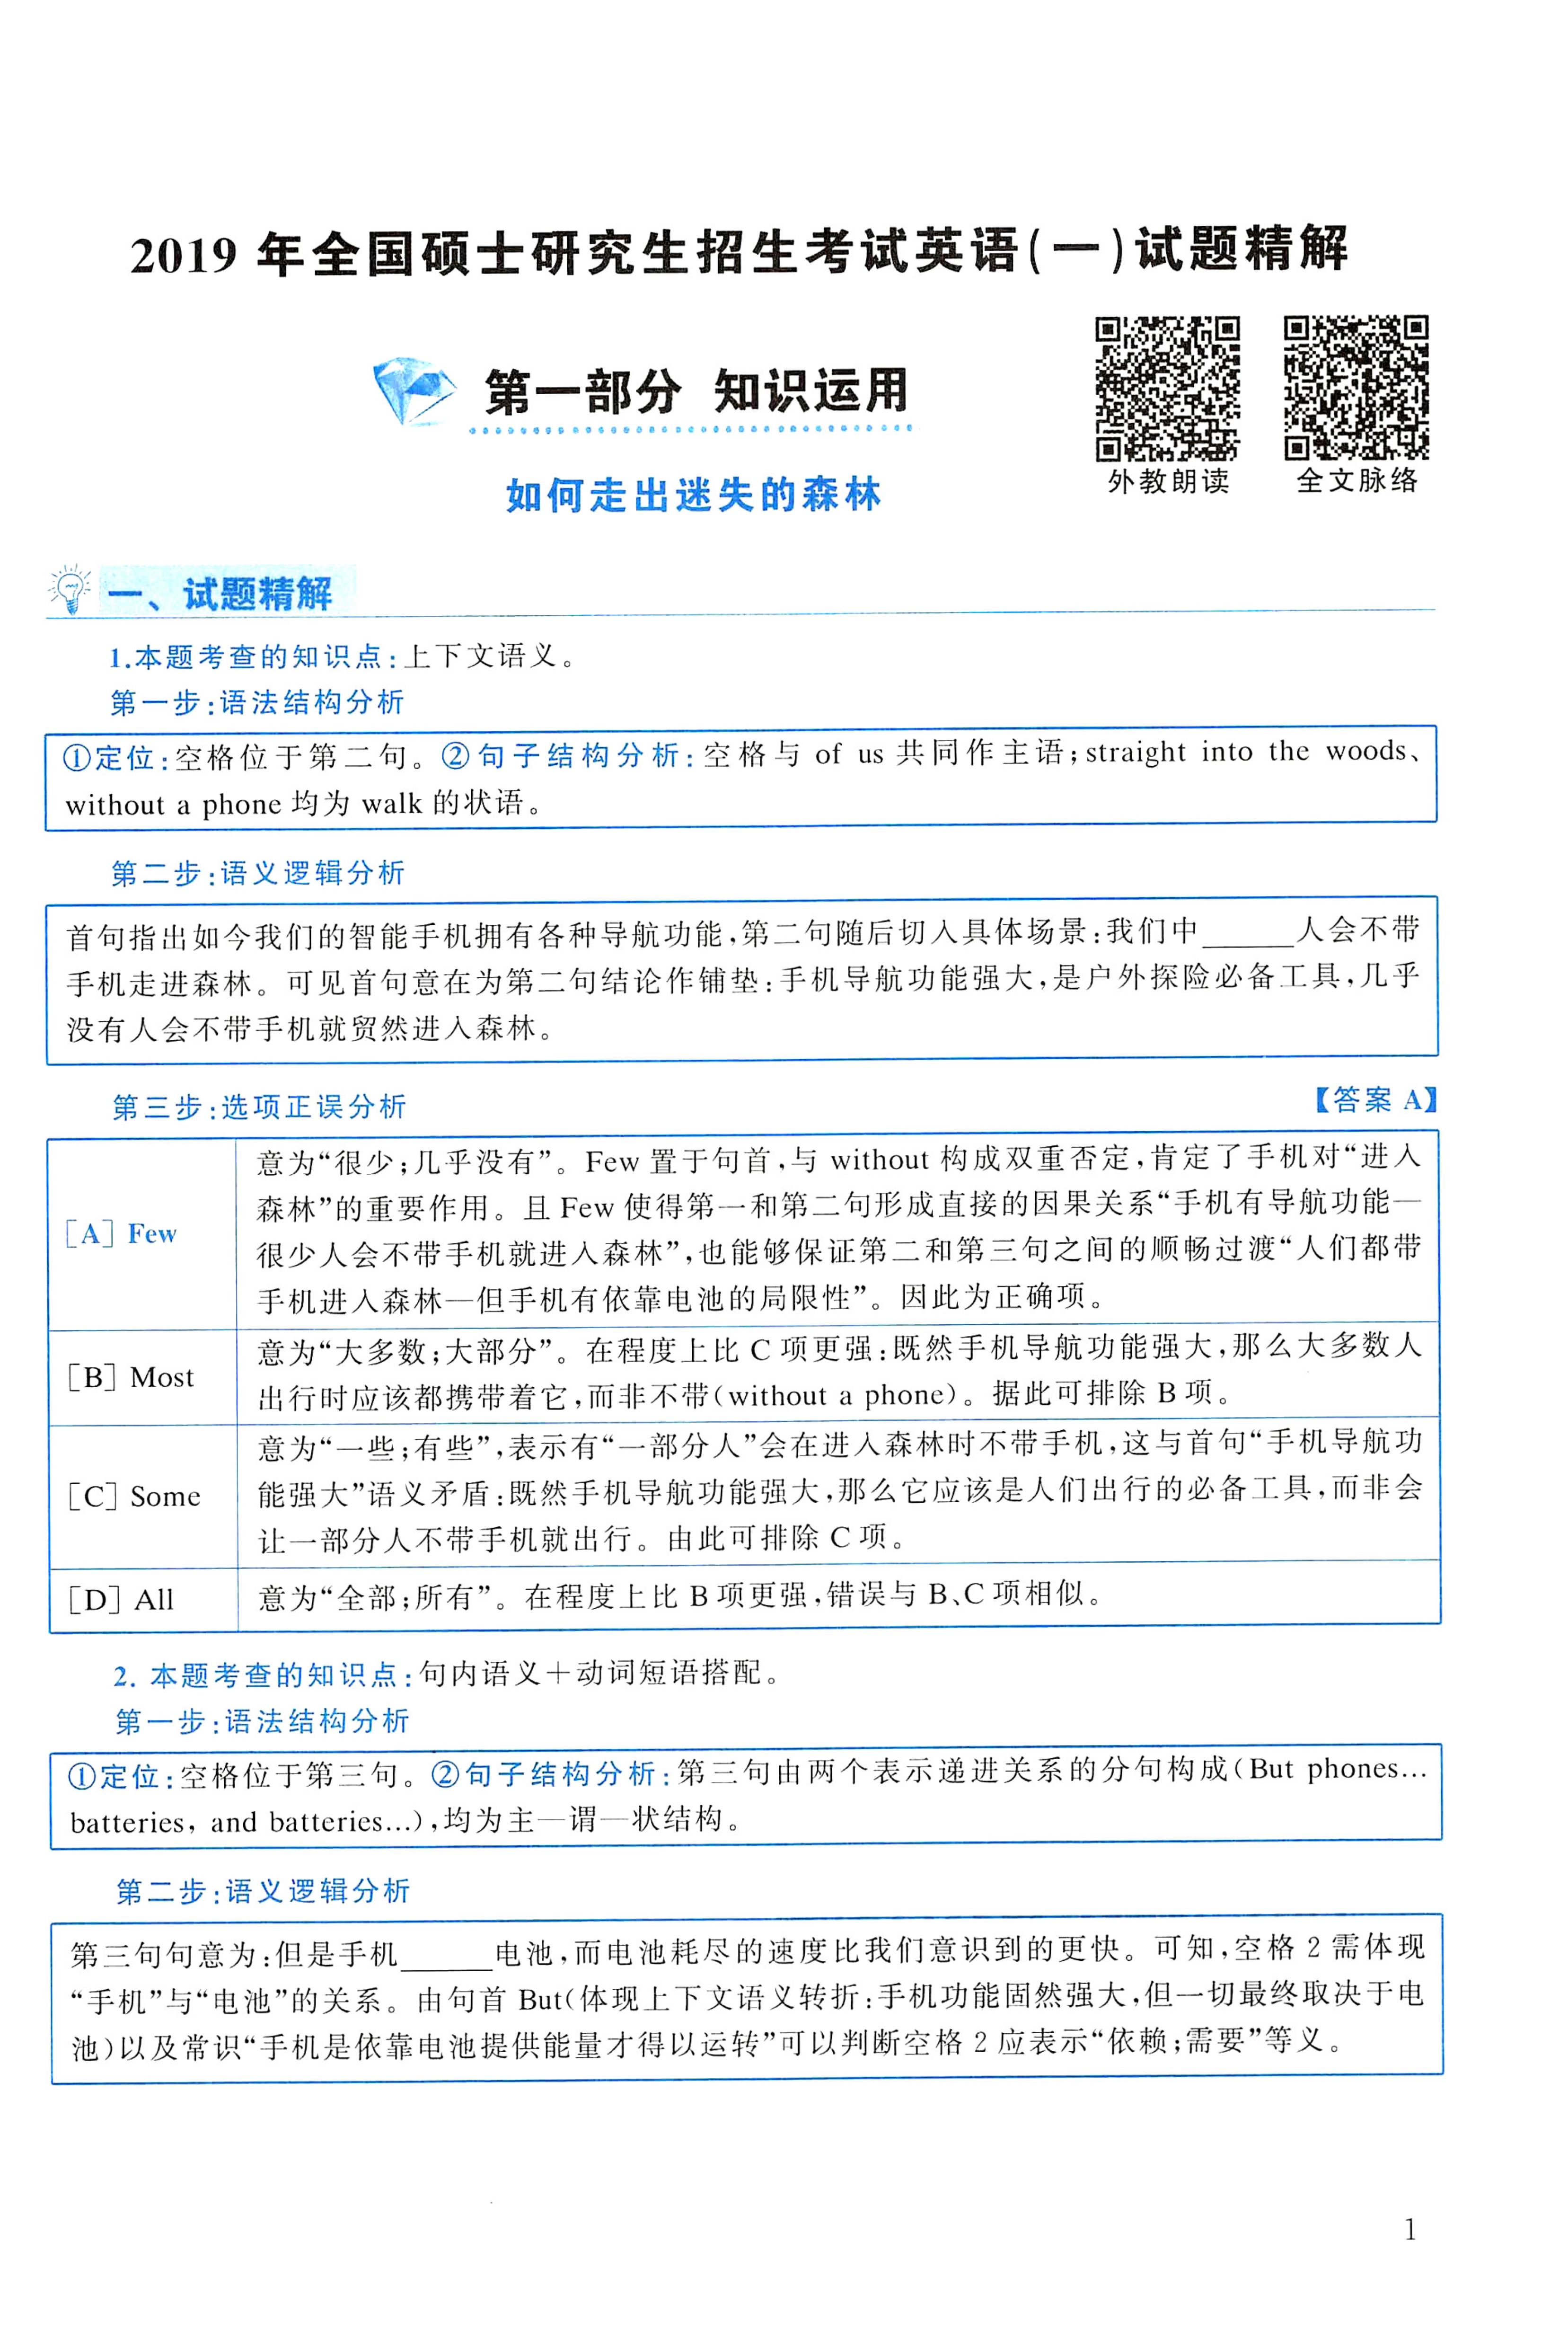 2019 年全国硕士研究生招生考试英语(一)试题精解
第一部分 知识运用
外教朗读
全文脉络
如何走出迷失的森林
一、试题精解
1.本题考查的知识点:上下文语义。
第一步:语法结构分析
①定位:空格位于第二句。②句子结构分析:空格与 of us 共同作主语;straight into the woods、
without a phone 均为 walk 的状语。
第二步:语义逻辑分析
首句指出如今我们的智能手机拥有各种导航功能,第二句随后切入具体场景:我们中______人会不带
手机走进森林。可见首句意在为第二句结论作铺垫:手机导航功能强大,是户外探险必备工具,几乎
没有人会不带手机就贸然进入森林。
第三步:选项正误分析
【答案 A】
[A] Few
意为“很少;几乎没有”。Few 置于句首,与 without 构成双重否定,肯定了手机对“进入
森林”的重要作用。且 Few 使得第一和第二句形成直接的因果关系“手机有导航功能—
很少人会不带手机就进入森林”,也能够保证第二和第三句之间的顺畅过渡“人们都带
手机进入森林—但手机有依靠电池的局限性”。因此为正确项。
[B] Most
意为“大多数;大部分”。在程度上比 C 项更强:既然手机导航功能强大,那么大多数人
出行时应该都携带着它,而非不带(without a phone)。据此可排除 B 项。
[C] Some
意为“一些;有些”,表示有“一部分人”会在进入森林时不带手机,这与首句“手机导航功
能强大”语义矛盾:既然手机导航功能强大,那么它应该是人们出行的必备工具,而非会
让一部分人不带手机就出行。由此可排除 C 项。
[D] All
意为“全部;所有”。在程度上比 B 项更强,错误与 B、C 项相似。
2. 本题考查的知识点:句内语义+动词短语搭配。
第一步:语法结构分析
①定位:空格位于第三句。②句子结构分析:第三句由两个表示递进关系的分句构成(But phones...
batteries, and batteries...),均为主—谓—状结构。
第二步:语义逻辑分析
第三句句意为:但是手机______电池,而电池耗尽的速度比我们意识到的更快。可知,空格 2 需体现
“手机”与“电池”的关系。由句首 But(体现上下文语义转折:手机功能固然强大,但一切最终取决于电
池)以及常识“手机是依靠电池提供能量才得以运转”可以判断空格 2 应表示“依赖;需要”等义。
1